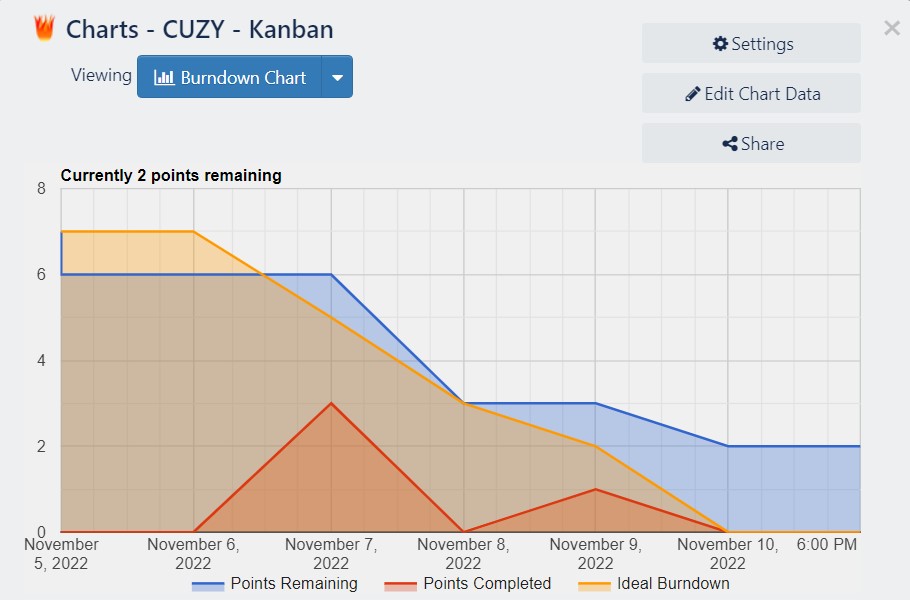 Charts - CUZY - Kanban
×
Viewing
Burndown Chart
Settings
Edit Chart Data
Share
Currently 2 points remaining
8
6
4
2
0
November 5, 2022
November 6, 2022
November 7, 2022
November 8, 2022
November 9, 2022
November 10, 2022
6:00 PM
Points Remaining
Points Completed
Ideal Burndown